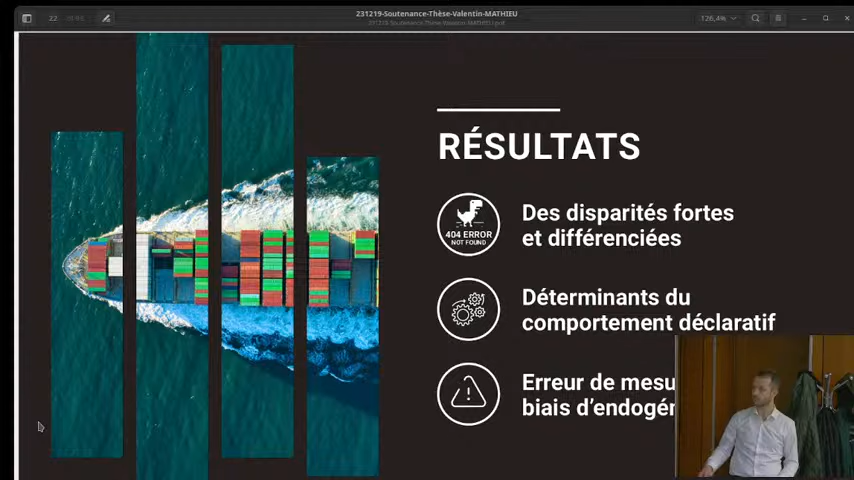 22
231219-Soutenance-Thèse-Valentin-MATHIEU
126,4%
RÉSULTATS
404 ERROR
NOT FOUND
Des disparités fortes
et différenciées
Déterminants du
comportement déclaratif
Erreur de mesu
biais d'endogé